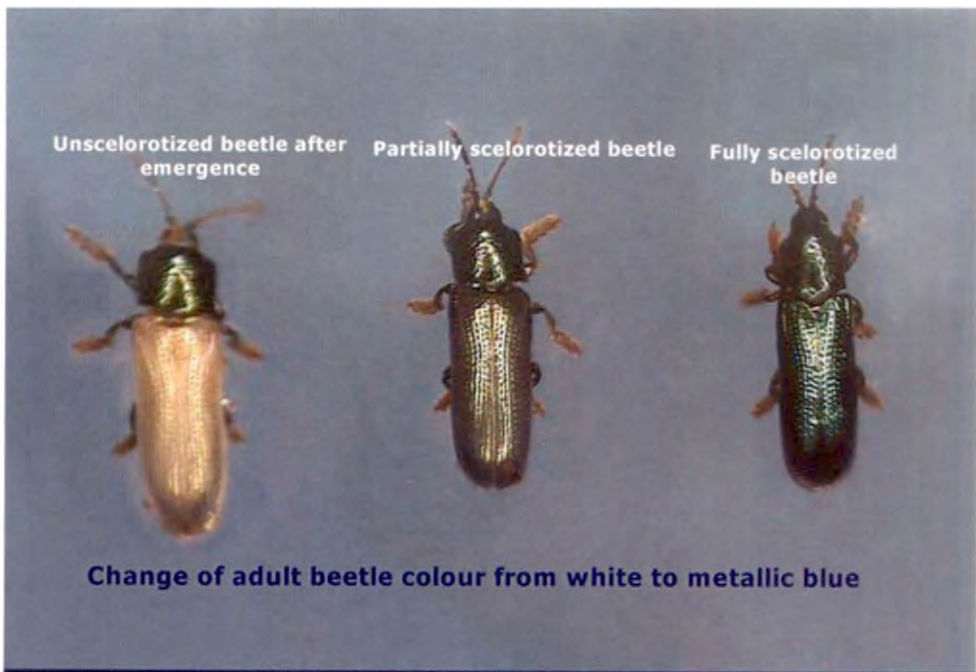 Unscelorotized beetle after
emergence
Partially scelorotized beetle
Fully scelorotized
beetle
Change of adult beetle colour from white to metallic blue